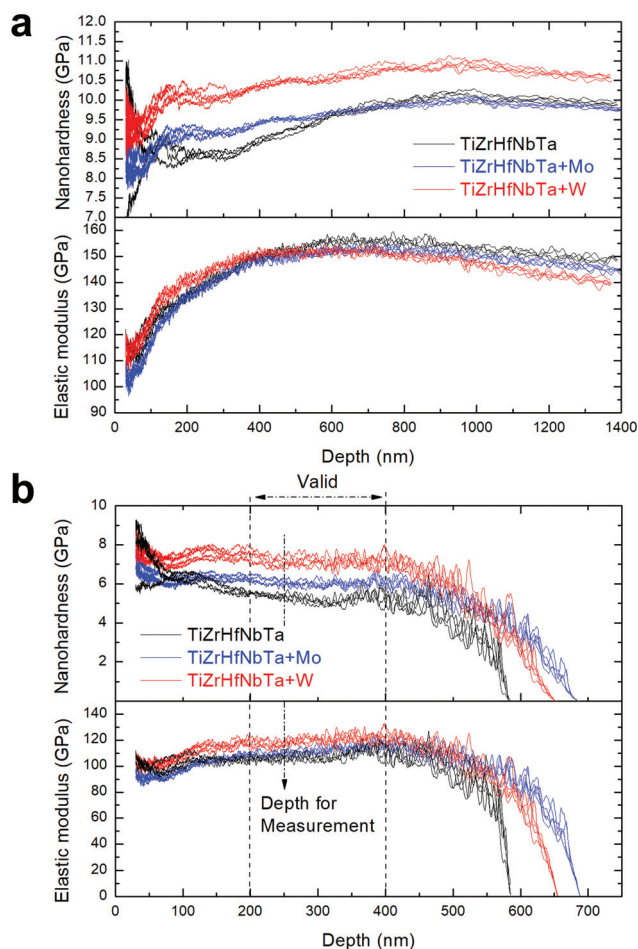 a
12.0
11.5
11.0
10.5
10.0
9.5
9.0
8.5
8.0
7.5
7.0
Nanohardness (GPa)
TiZrHfNbTa
TiZrHfNbTa+Mo
TiZrHfNbTa+W
160
150
140
130
120
110
100
90
Elastic modulus (GPa)
0 200 400 600 800 1000 1200 1400
Depth (nm)
b
Valid
10
8
6
4
2
Nanohardness (GPa)
TiZrHfNbTa
TiZrHfNbTa+Mo
TiZrHfNbTa+W
140
120
100
80
60
40
20
0
Elastic modulus (GPa)
Depth for
Measurement
0 100 200 300 400 500 600 700
Depth (nm)